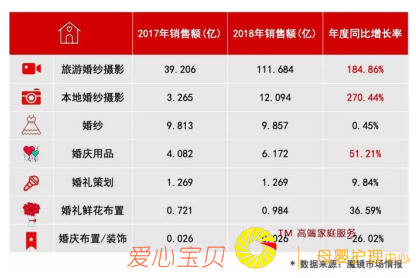 2017年销售额(亿) 2018年销售额(亿) 年度同比增长率
旅游婚纱摄影 39.206 111.684 184.86%
本地婚纱摄影 3.265 12.094 270.44%
婚纱 9.813 9.857 0.45%
婚庆用品 4.082 6.172 51.21%
婚礼策划 1.269 1.269 9.84%
婚礼鲜花布置 0.721 0.984 36.59%
TM 高端家庭服务
婚庆布置/装饰 0.026 026 26.02%
爱心宝贝 母婴护理中心
* 数据来源：魔镜市场情报